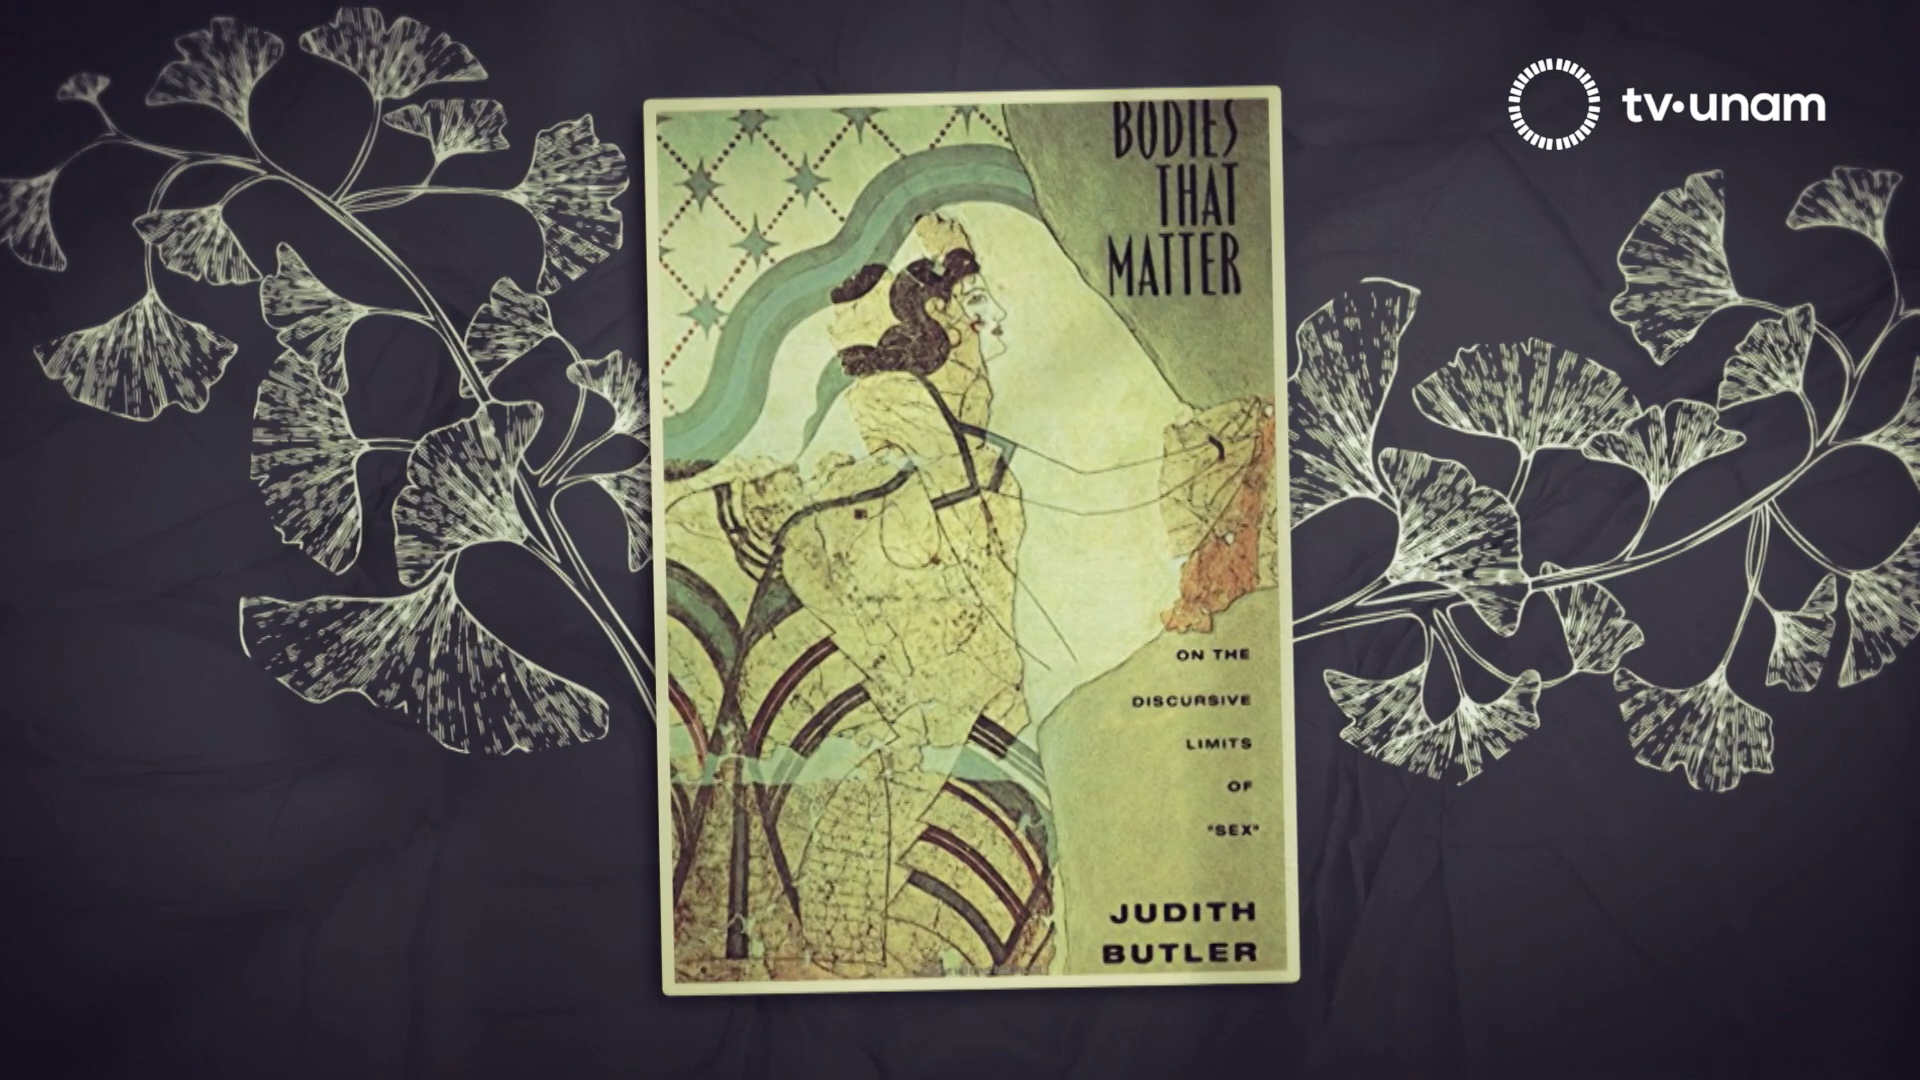 tv·unam
BODIES
THAT
MATTER
ON THE
DISCURSIVE
LIMITS
OF
"SEX"
JUDITH
BUTLER